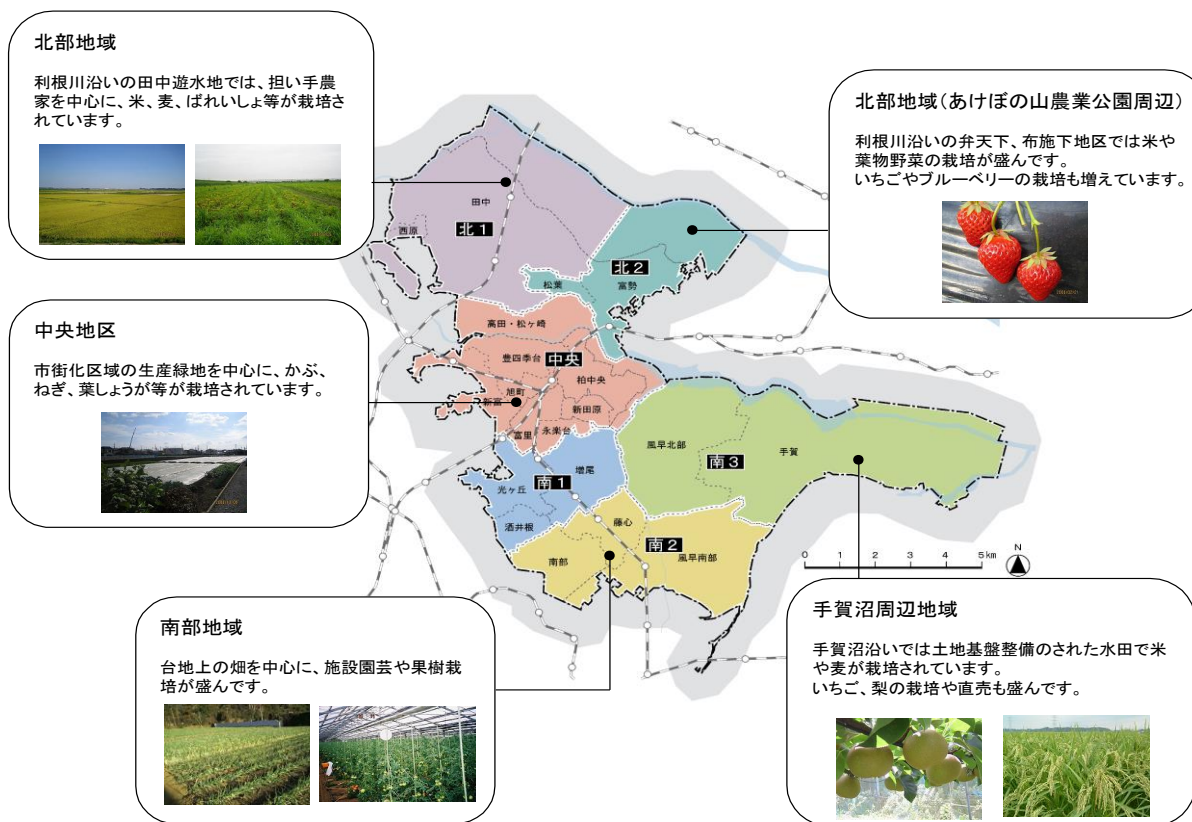 北部地域
利根川沿いの田中遊水地では、担い手農
家を中心に、米、麦、ばれいしょ等が栽培さ
れています。
北部地域(あけぼの山農業公園周辺)
利根川沿いの弁天下、布施下地区では米や
葉物野菜の栽培が盛んです。
いちごやブルーベリーの栽培も増えています。
中央地区
市街化区域の生産緑地を中心に、かぶ、
ねぎ、葉しょうが等が栽培されています。
田中
西原
北1
北2
松葉
富勢
高田・松ヶ崎
豊四季台
中央
柏中央
旭町
新富
新田原
富里
永楽台
風早北部
手賀
南3
増尾
光ヶ丘
南1
酒井根
藤心
南2
南部
風早南部
0 1 2 3 4 5km
N
南部地域
台地上の畑を中心に、施設園芸や果樹栽
培が盛んです。
手賀沼周辺地域
手賀沼沿いでは土地基盤整備のされた水田で米
や麦が栽培されています。
いちご、梨の栽培や直売も盛んです。